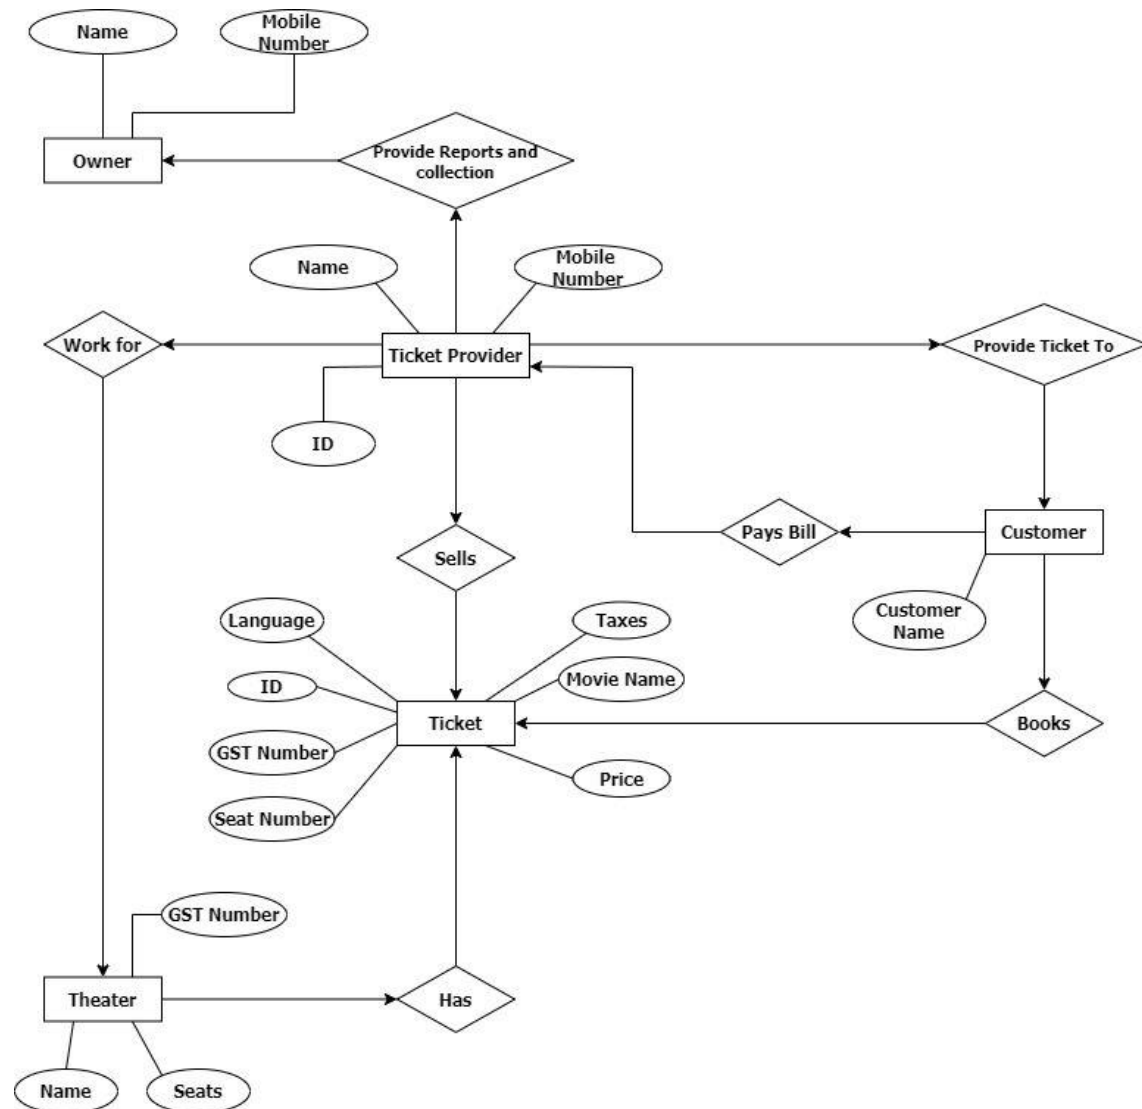 Name
Mobile
Number
Owner
Provide Reports and
collection
Name
Mobile
Number
Work for
Ticket Provider
Provide Ticket To
ID
Pays Bill
Customer
Sells
Customer
Name
Language
Taxes
ID
Movie Name
Ticket
Books
GST Number
Price
Seat Number
GST Number
Theater
Has
Name
Seats